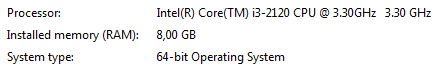 Processor: Intel(R) Core(TM) i3-2120 CPU @ 3.30GHz 3.30 GHz
Installed memory (RAM): 8,00 GB
System type: 64-bit Operating System